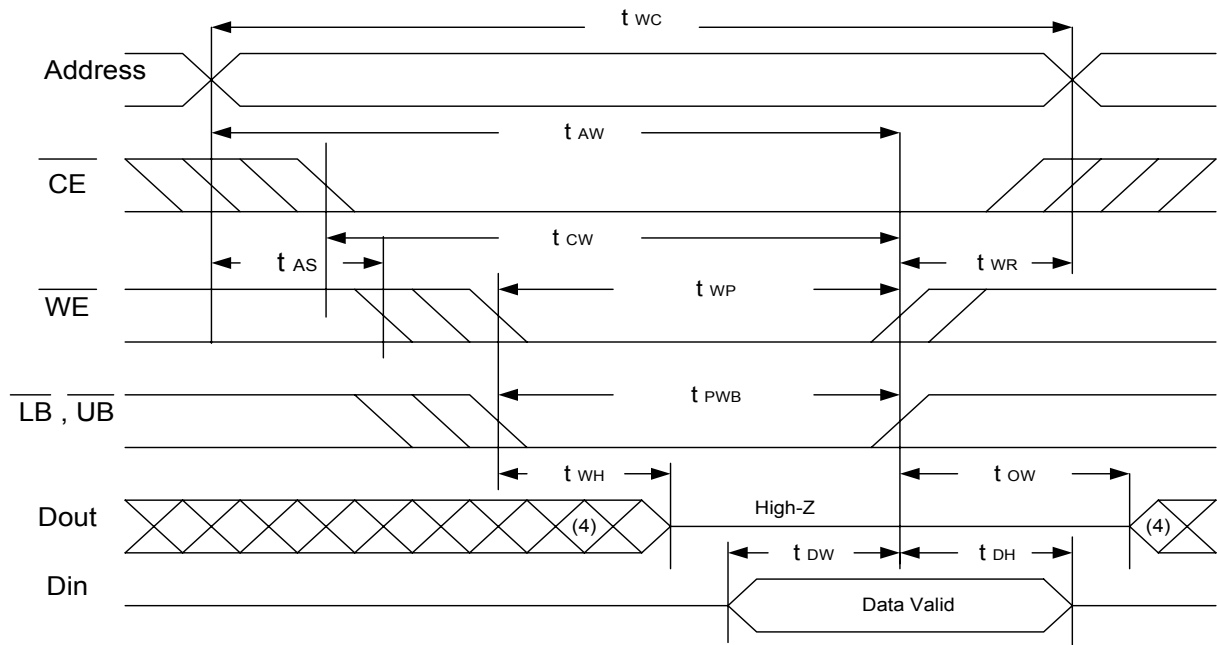 t WC
Address
t AW
CE
t CW
t AS
t WR
WE
t WP
LB , UB
t PWB
t WH
t OW
Dout
(4)
High-Z
(4)
t DW
t DH
Din
Data Valid